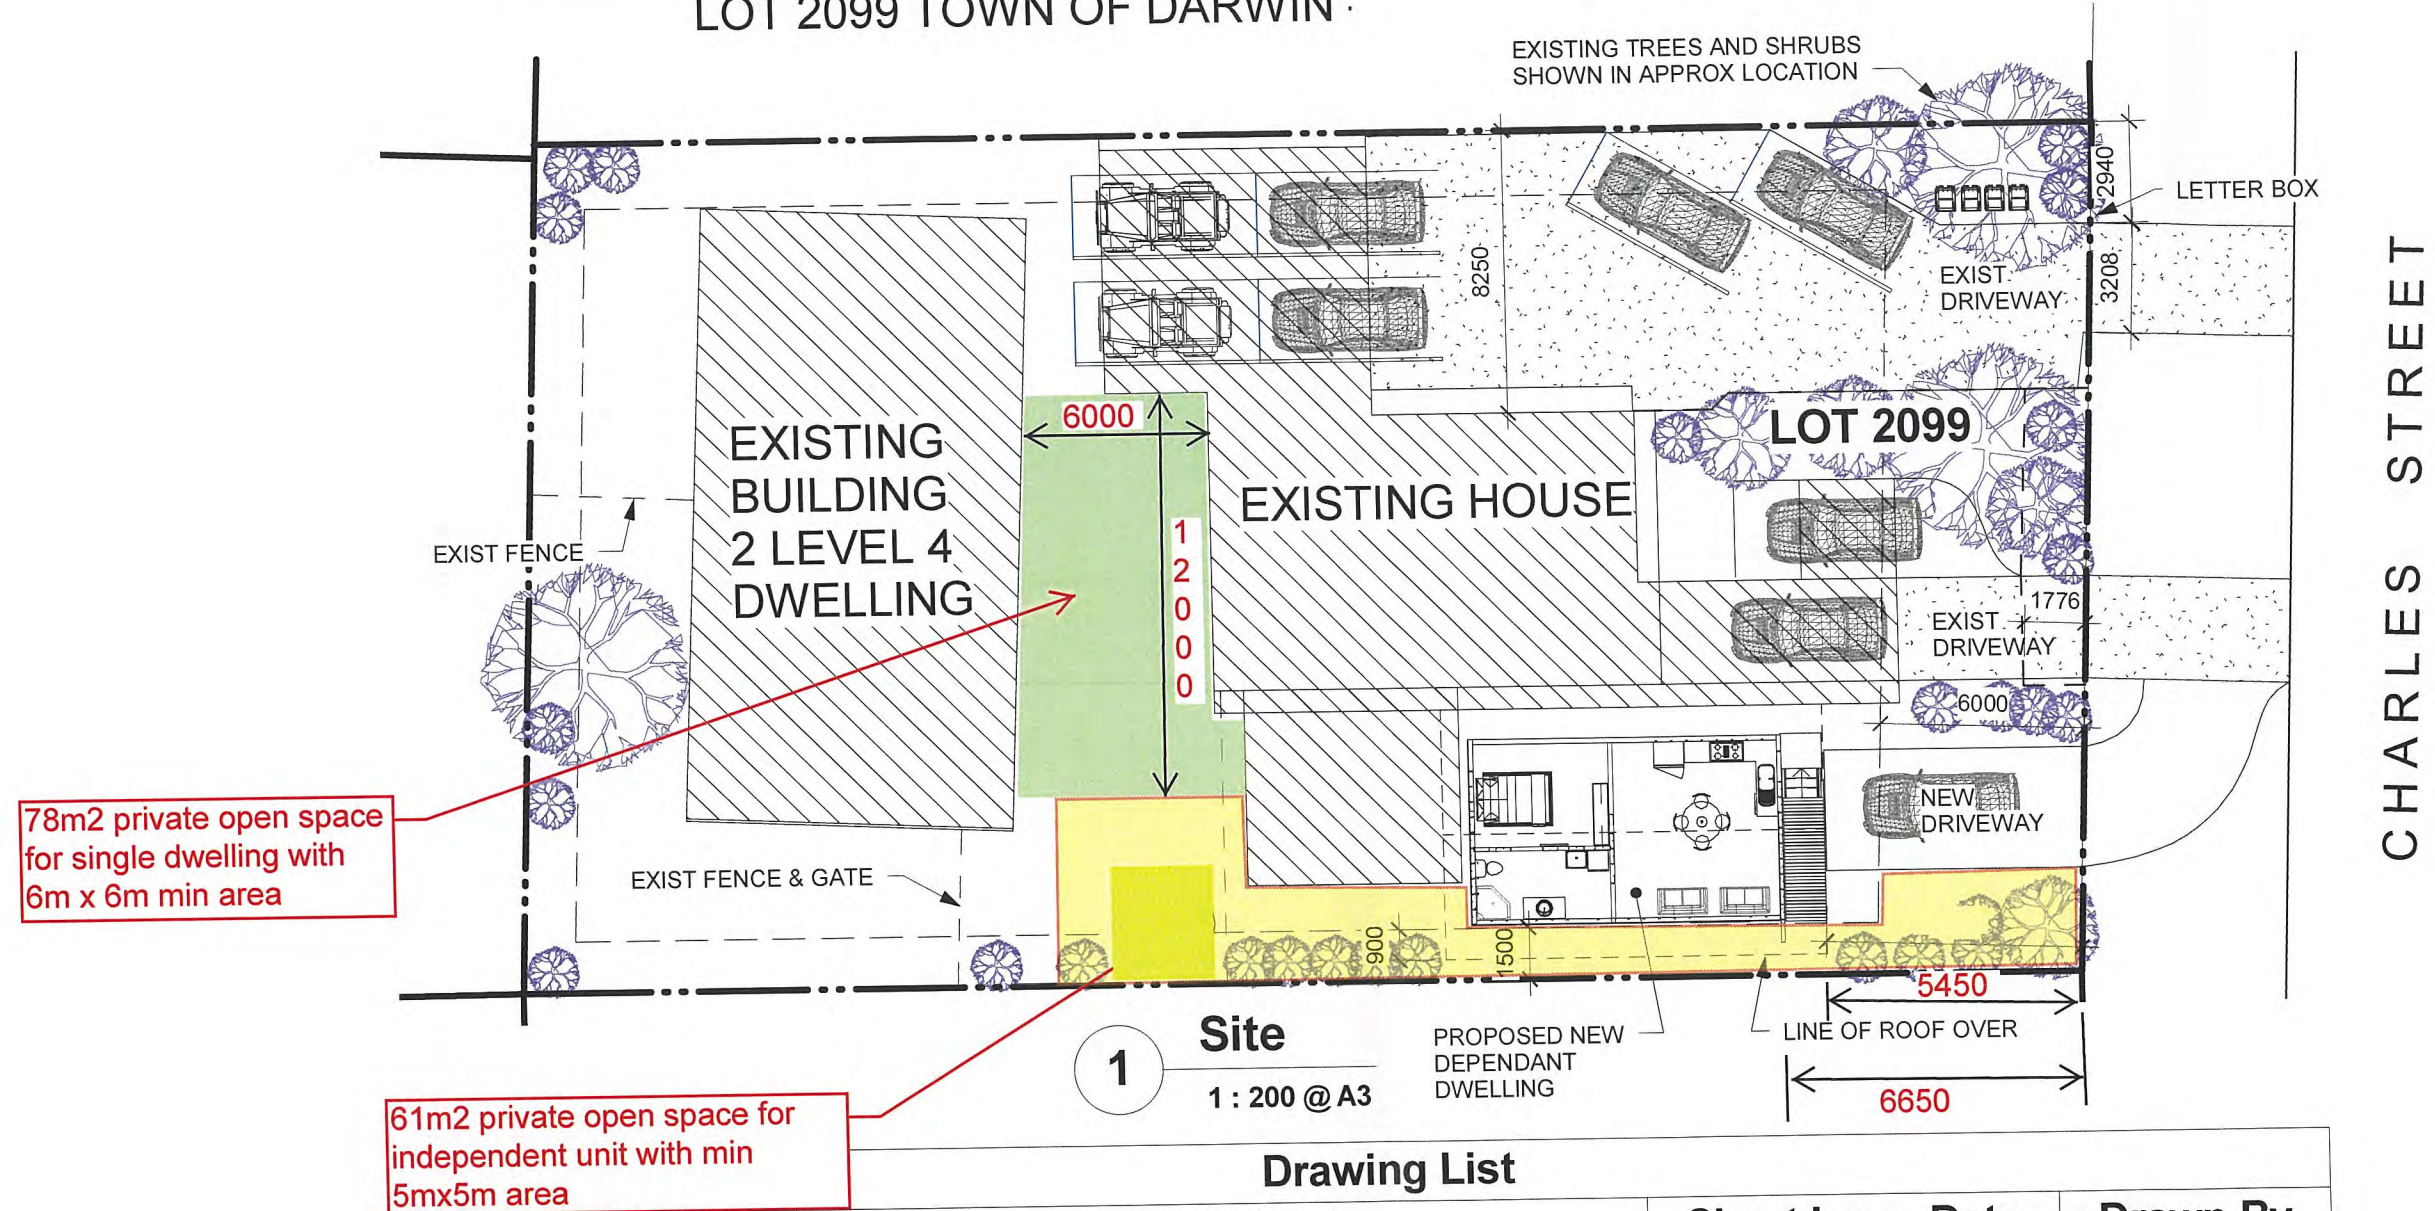 LOT 2099 TOWN OF DARWIN
EXISTING TREES AND SHRUBS
SHOWN IN APPROX LOCATION
2940
LETTER BOX
8250
EXIST
DRIVEWAY
3208
CHARLES STREET
6000
LOT 2099
EXISTING
BUILDING
2 LEVEL 4
DWELLING
EXISTING HOUSE
12000
EXIST FENCE
1776
EXIST
DRIVEWAY
6000
78m2 private open space
for single dwelling with
6m x 6m min area
NEW
DRIVEWAY
EXIST FENCE & GATE
900
1500
5450
1
Site
1 : 200 @ A3
PROPOSED NEW
DEPENDANT
DWELLING
LINE OF ROOF OVER
6650
61m2 private open space for
independent unit with min
5mx5m area
Drawing List
Drawn By